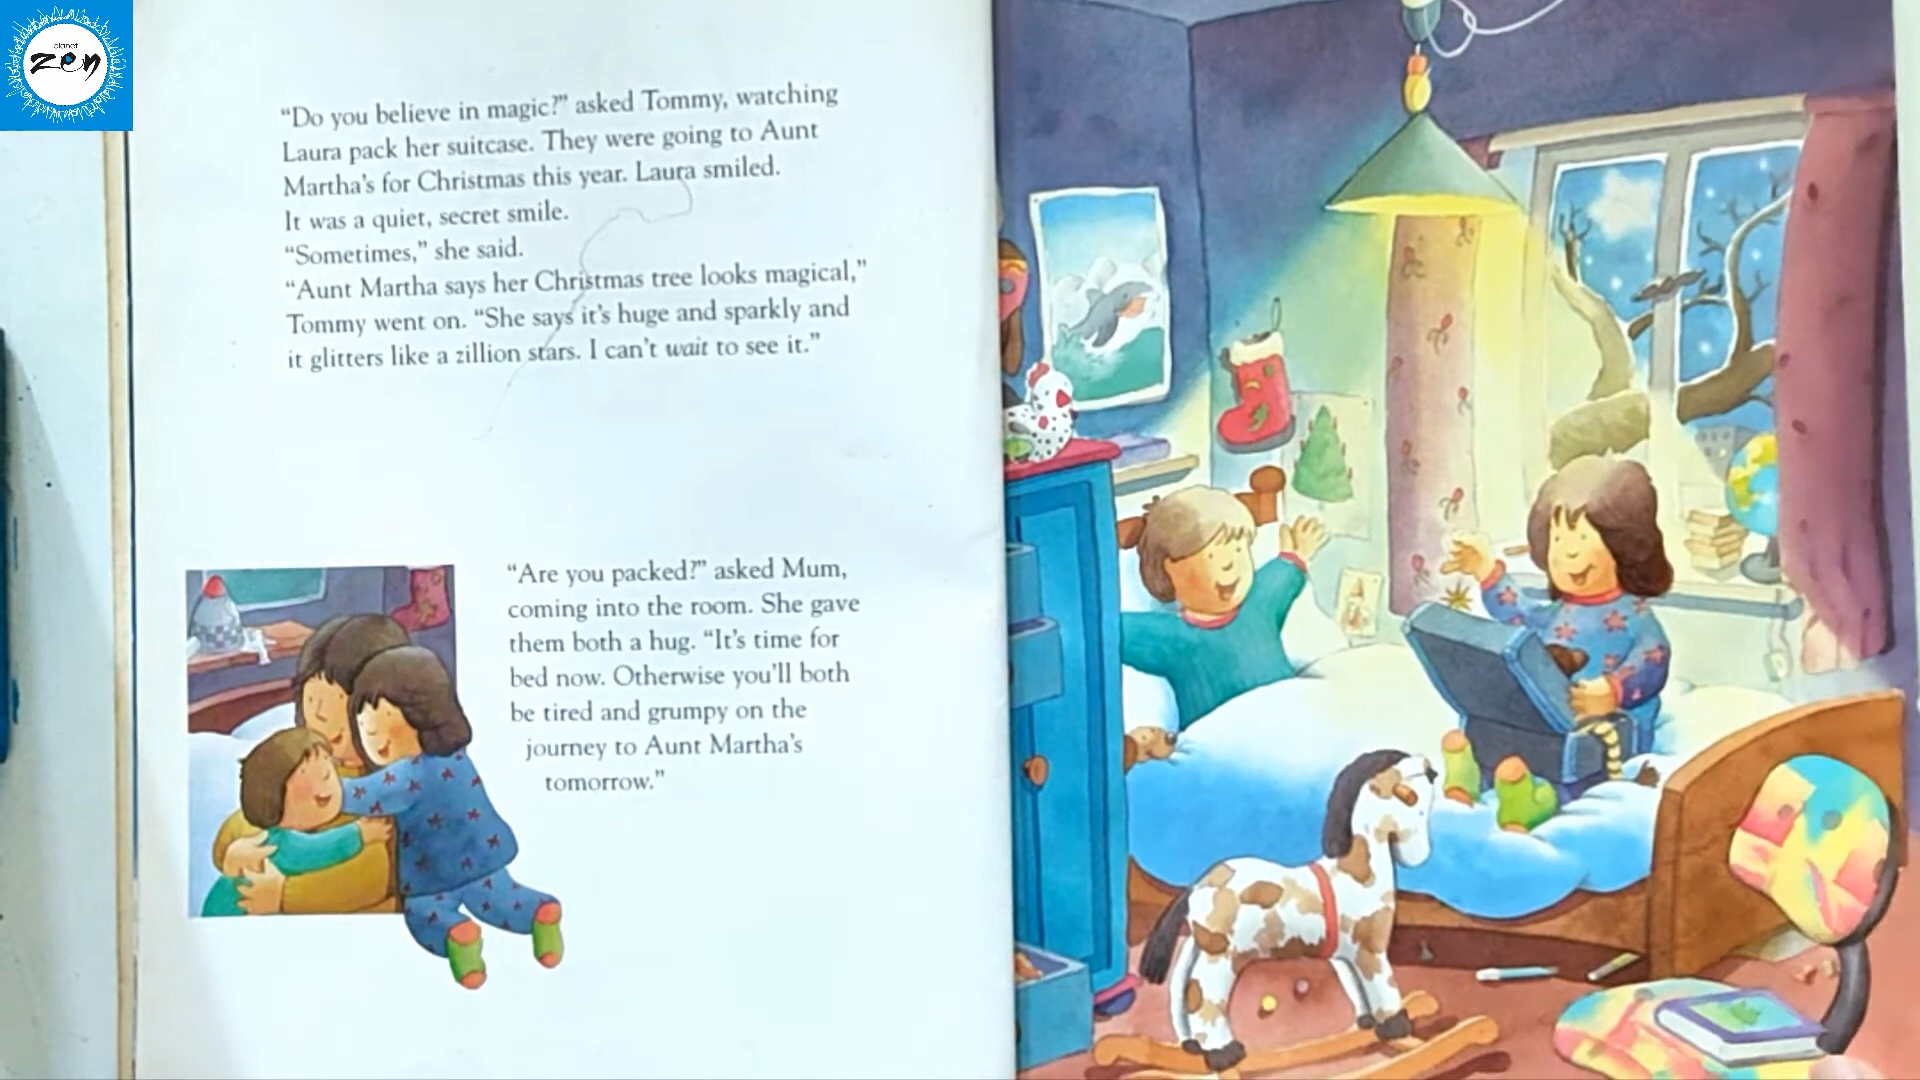 planet
zen
“Do you believe in magic?” asked Tommy, watching
Laura pack her suitcase. They were going to Aunt
Martha’s for Christmas this year. Laura smiled.
It was a quiet, secret smile.
“Sometimes,” she said.
“Aunt Martha says her Christmas tree looks magical,”
Tommy went on. “She says it’s huge and sparkly and
it glitters like a zillion stars. I can’t wait to see it.”
“Are you packed?” asked Mum,
coming into the room. She gave
them both a hug. “It’s time for
bed now. Otherwise you’ll both
be tired and grumpy on the
journey to Aunt Martha’s
tomorrow.”